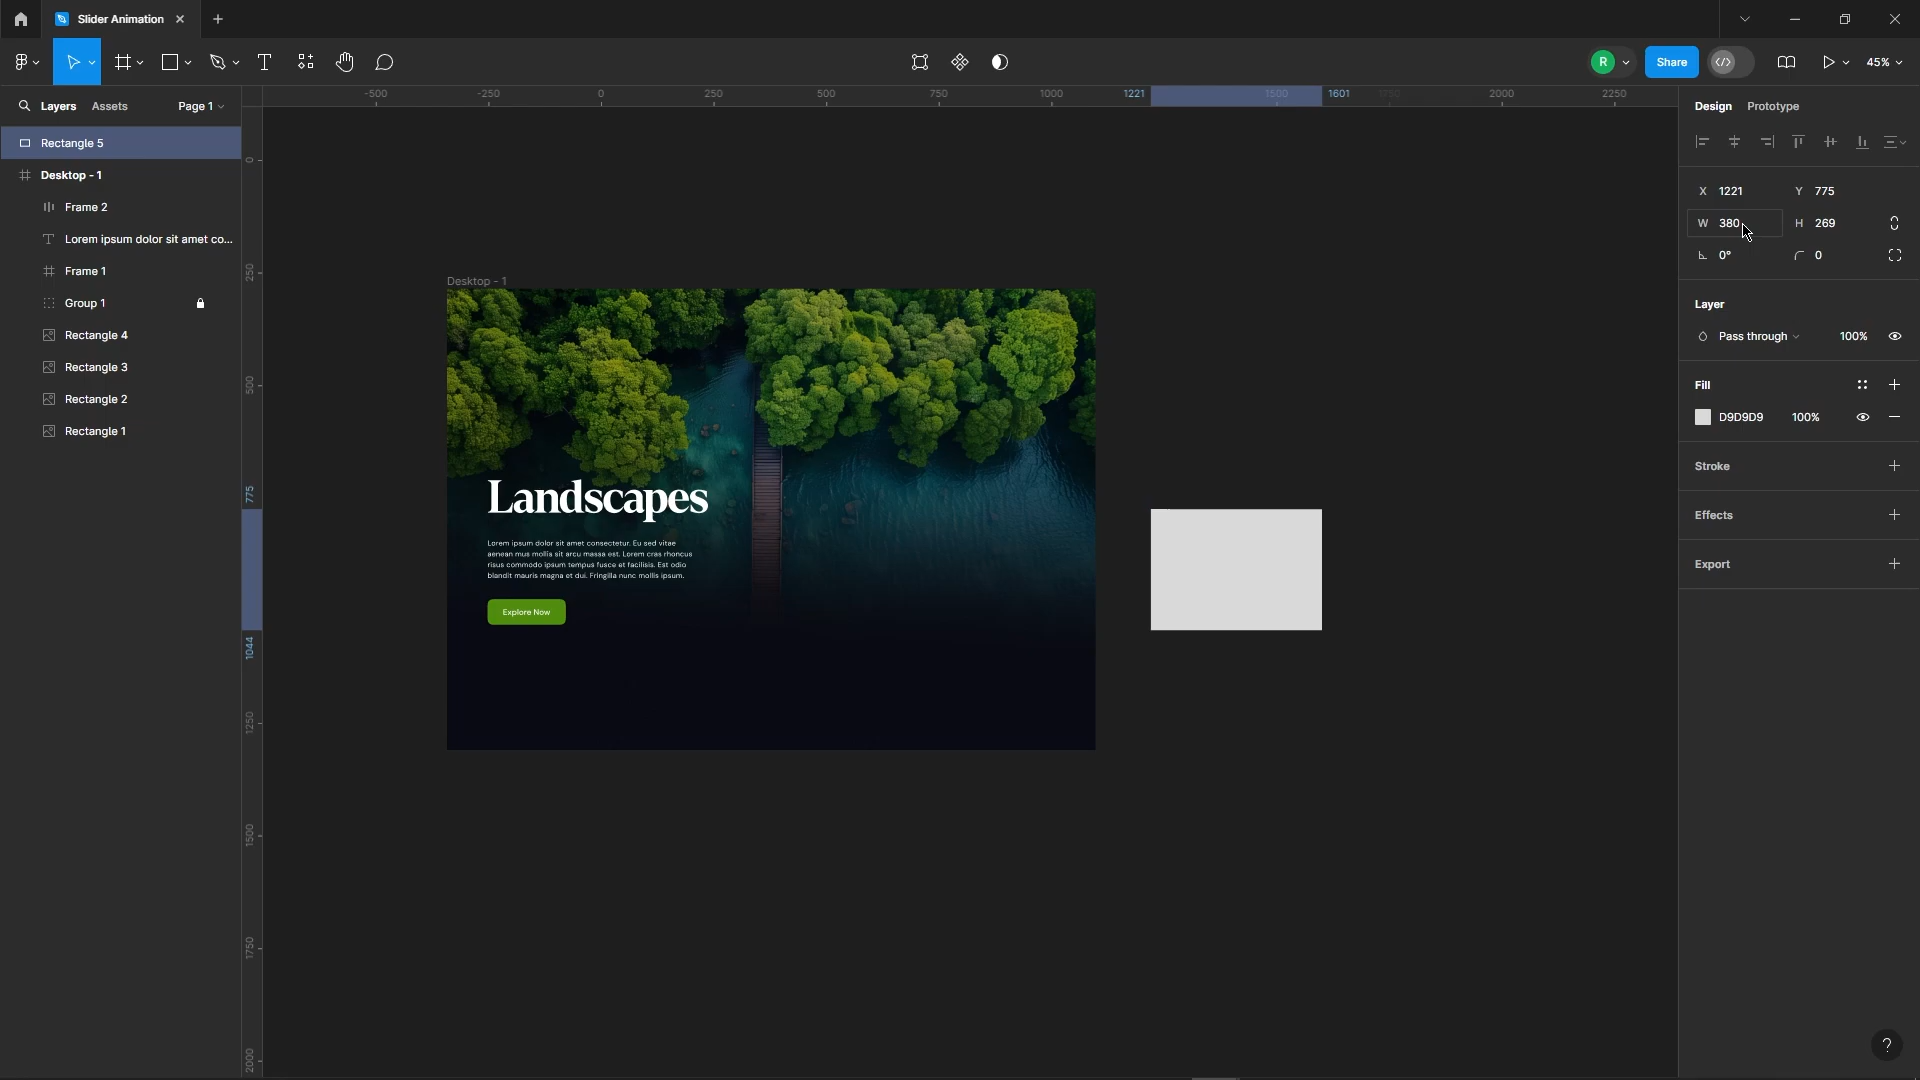 Slider Animation
R
Share
45%
Layers
Assets
Page 1
-500
-250
0
250
500
750
1000
1221
1500
1601
1750
2000
2250
Design
Prototype
Rectangle 5
Desktop - 1
Frame 2
Lorem ipsum dolor sit amet co...
Frame 1
Group 1
Rectangle 4
Rectangle 3
Rectangle 2
Rectangle 1
0
250
500
775
1044
1250
1500
1750
2000
Desktop - 1
Landscapes
Lorem ipsum dolor sit amet consectetur. Eu sed vitae
aenean mus mollis sit arcu massa est. Lorem cras rhoncus
risus commodo ipsum tempus fusce et facilisis. Est odio
blandit mauris magna et dui. Fringilla nunc mollis ipsum.
Explore Now
X 1221 Y 775
W 380 H 269
0° 0
Layer
Pass through 100%
Fill
D9D9D9 100%
Stroke
Effects
Export
?